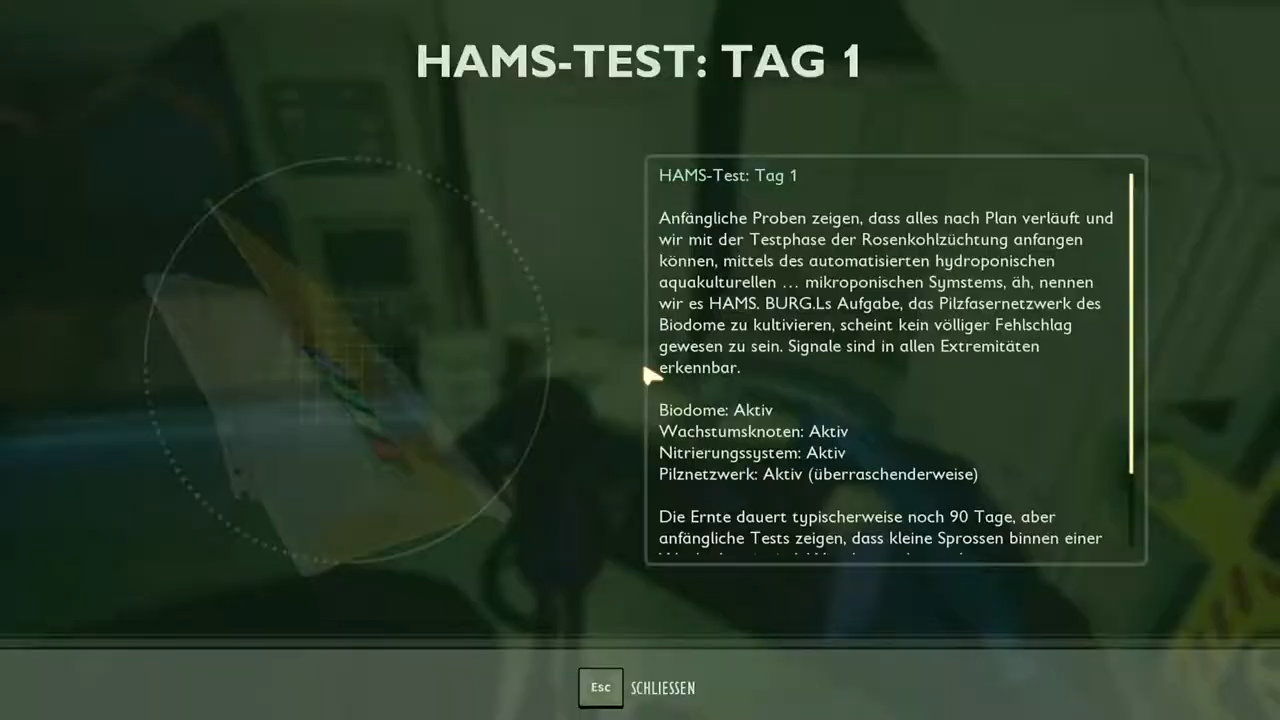 HAMS-TEST: TAG 1
HAMS-Test: Tag 1
Anfängliche Proben zeigen, dass alles nach Plan verläuft und
wir mit der Testphase der Rosenkohlzüchtung anfangen
können, mittels des automatisierten hydroponischen
aquakulturellen … mikroponischen Symstems, äh, nennen
wir es HAMS. BURG.Ls Aufgabe, das Pilzfasernetzwerk des
Biodome zu kultivieren, scheint kein völliger Fehlschlag
gewesen zu sein. Signale sind in allen Extremitäten
erkennbar.
Biodome: Aktiv
Wachstumsknoten: Aktiv
Nitrierungssystem: Aktiv
Pilznetzwerk: Aktiv (überraschenderweise)
Die Ernte dauert typischerweise noch 90 Tage, aber
anfängliche Tests zeigen, dass kleine Sprossen binnen einer
Esc SCHLIESSEN